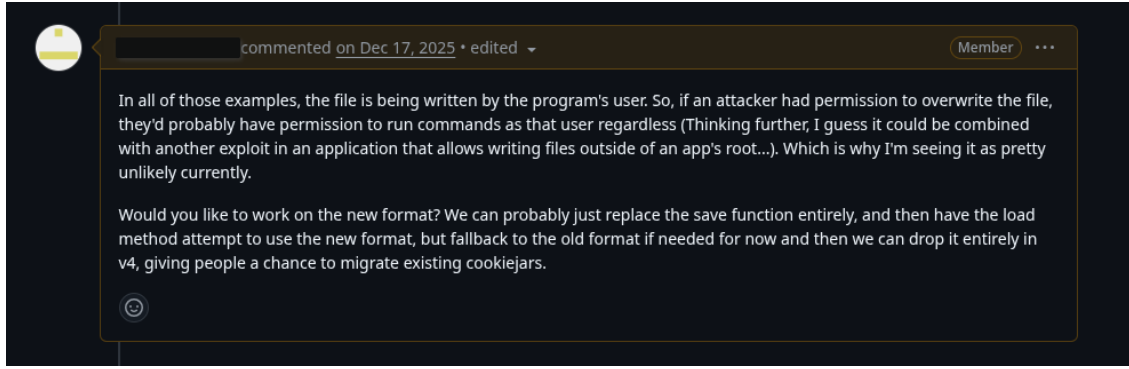 commented on Dec 17, 2025 • edited
Member
In all of those examples, the file is being written by the program's user. So, if an attacker had permission to overwrite the file,
they'd probably have permission to run commands as that user regardless (Thinking further, I guess it could be combined
with another exploit in an application that allows writing files outside of an app's root...). Which is why I'm seeing it as pretty
unlikely currently.
Would you like to work on the new format? We can probably just replace the save function entirely, and then have the load
method attempt to use the new format, but fallback to the old format if needed for now and then we can drop it entirely in
v4, giving people a chance to migrate existing cookiejars.